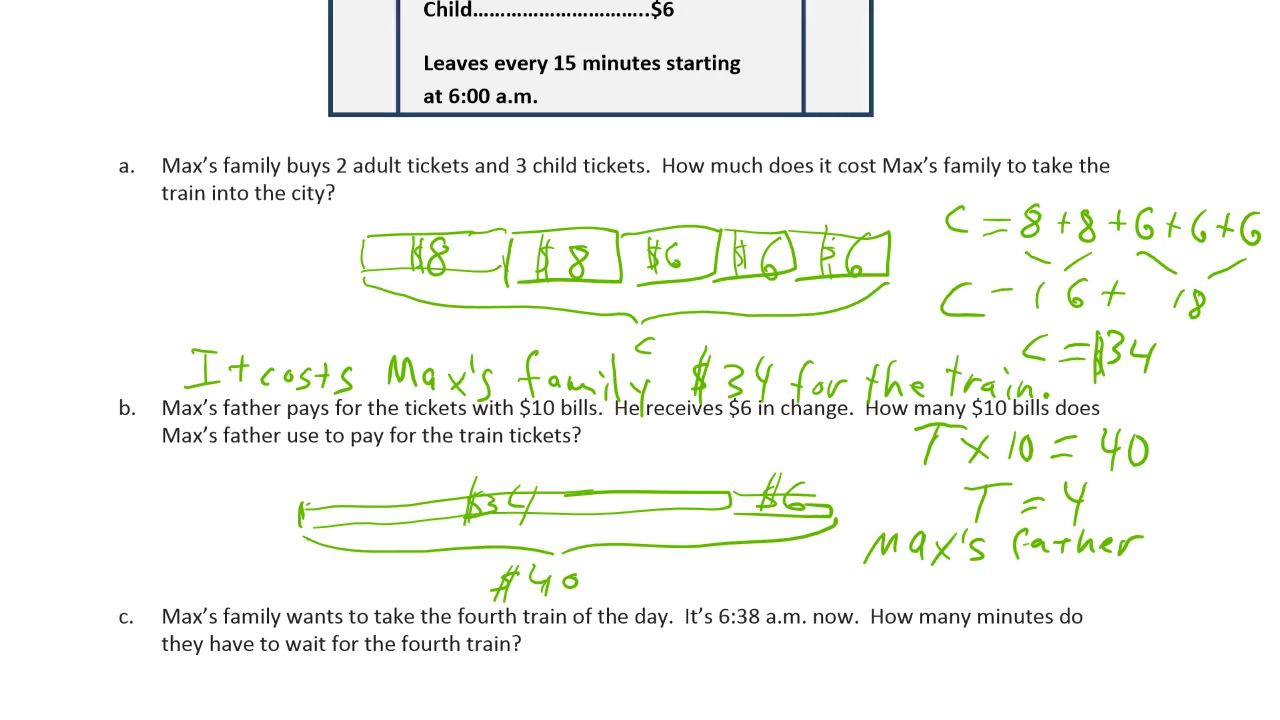 Child…………………………..$6
Leaves every 15 minutes starting
at 6:00 a.m.
a. Max's family buys 2 adult tickets and 3 child tickets. How much does it cost Max's family to take the
train into the city?
C = 8 + 8 + 6 + 6 + 6
$8 $8 $6 $6 $6
C = 16 + 18
C
C = $34
It costs Max's family $34 for the train.
b. Max's father pays for the tickets with $10 bills. He receives $6 in change. How many $10 bills does
Max's father use to pay for the train tickets?
T x 10 = 40
$34 $6
T = 4
Max's father
$40
c. Max's family wants to take the fourth train of the day. It's 6:38 a.m. now. How many minutes do
they have to wait for the fourth train?